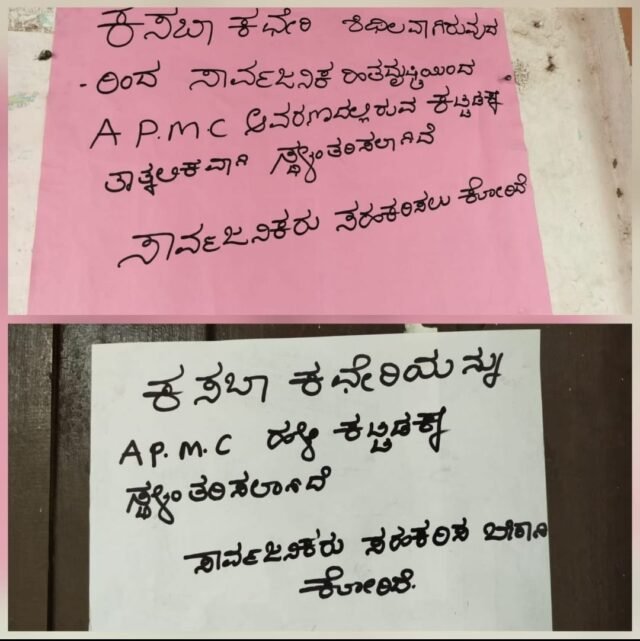 ಕಸಬಾ ಕಛೇರಿ ಶಿಥಿಲವಾಗಿರುವುದ
-ರಿಂದ ಸಾರ್ವಜನಿಕ ಹಿತದೃಷ್ಟಿಯಿಂದ
A P.M.C ಆವರಣದಲ್ಲಿರುವ ಕಟ್ಟಡಕ್ಕೆ
ತಾತ್ಕಲಿಕವಾಗಿ ಸ್ಥಳಾಂತರಿಸಲಾಗಿದೆ
ಸಾರ್ವಜನಿಕರು ಸಹಕರಿಸಲು ಕೋರಿದೆ
ಕಸಬಾ ಕಛೇರಿಯನ್ನು
A P.M.C ಹಳೇ ಕಟ್ಟಡಕ್ಕೆ
ಸ್ಥಳಾಂತರಿಸಲಾಗಿದೆ
ಸಾರ್ವಜನಿಕರು ಸಹಕರಿಸ ಬೇಕಾಗಿ
ಕೋರಿದೆ.